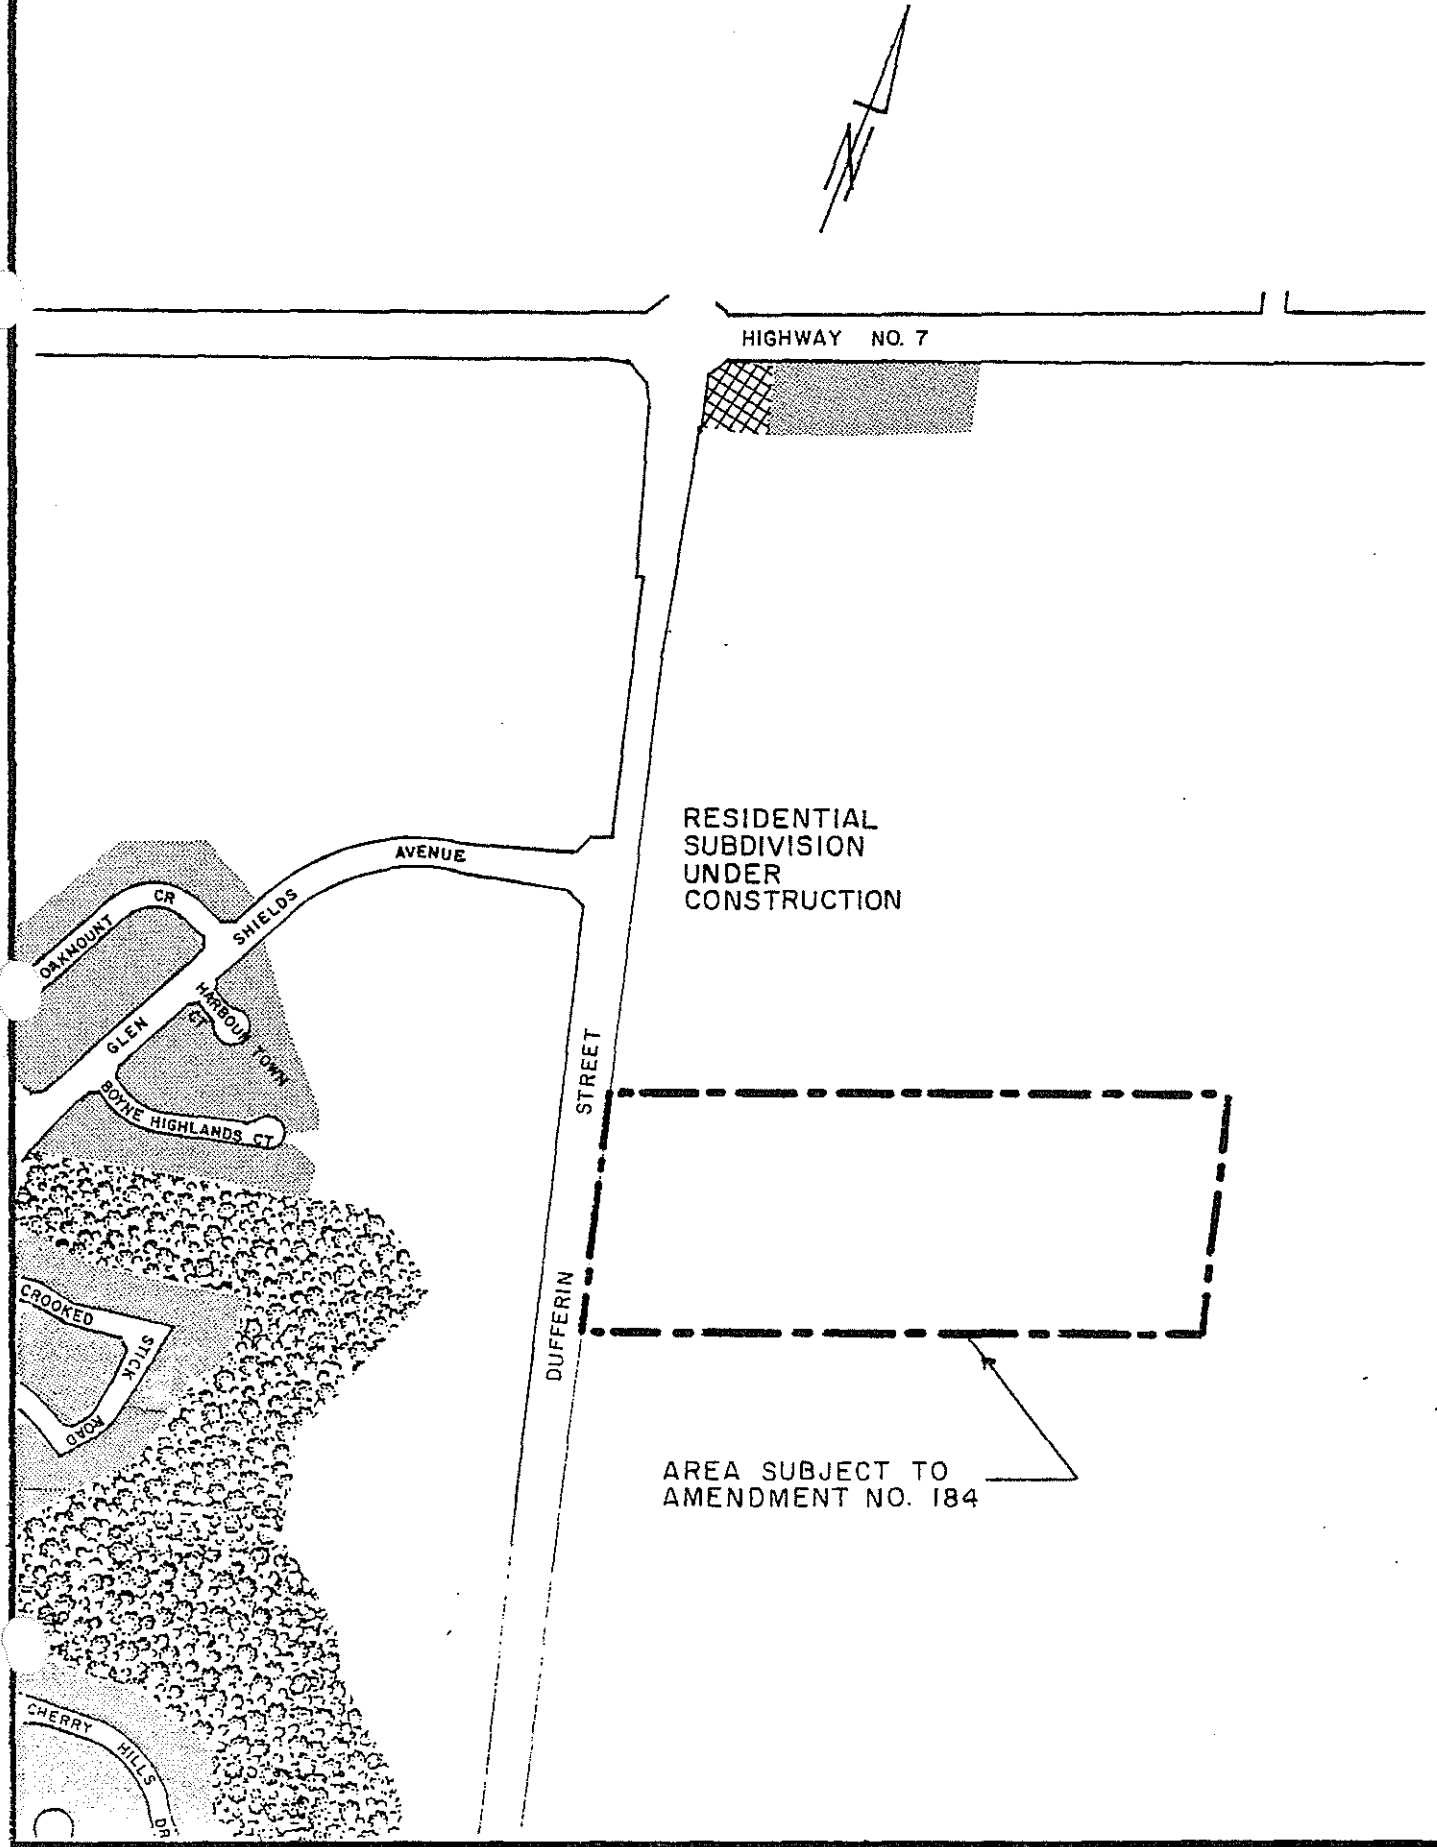 N
HIGHWAY NO. 7
RESIDENTIAL
SUBDIVISION
UNDER
CONSTRUCTION
AVENUE
SHIELDS
GLEN
OAKMOUNT CR
HARBOUR TOWN
CT
BOYNE HIGHLANDS CT
STREET
DUFFERIN
CROOKED
STICK
ROAD
AREA SUBJECT TO
AMENDMENT NO. 184
CHERRY
HILLS
DR